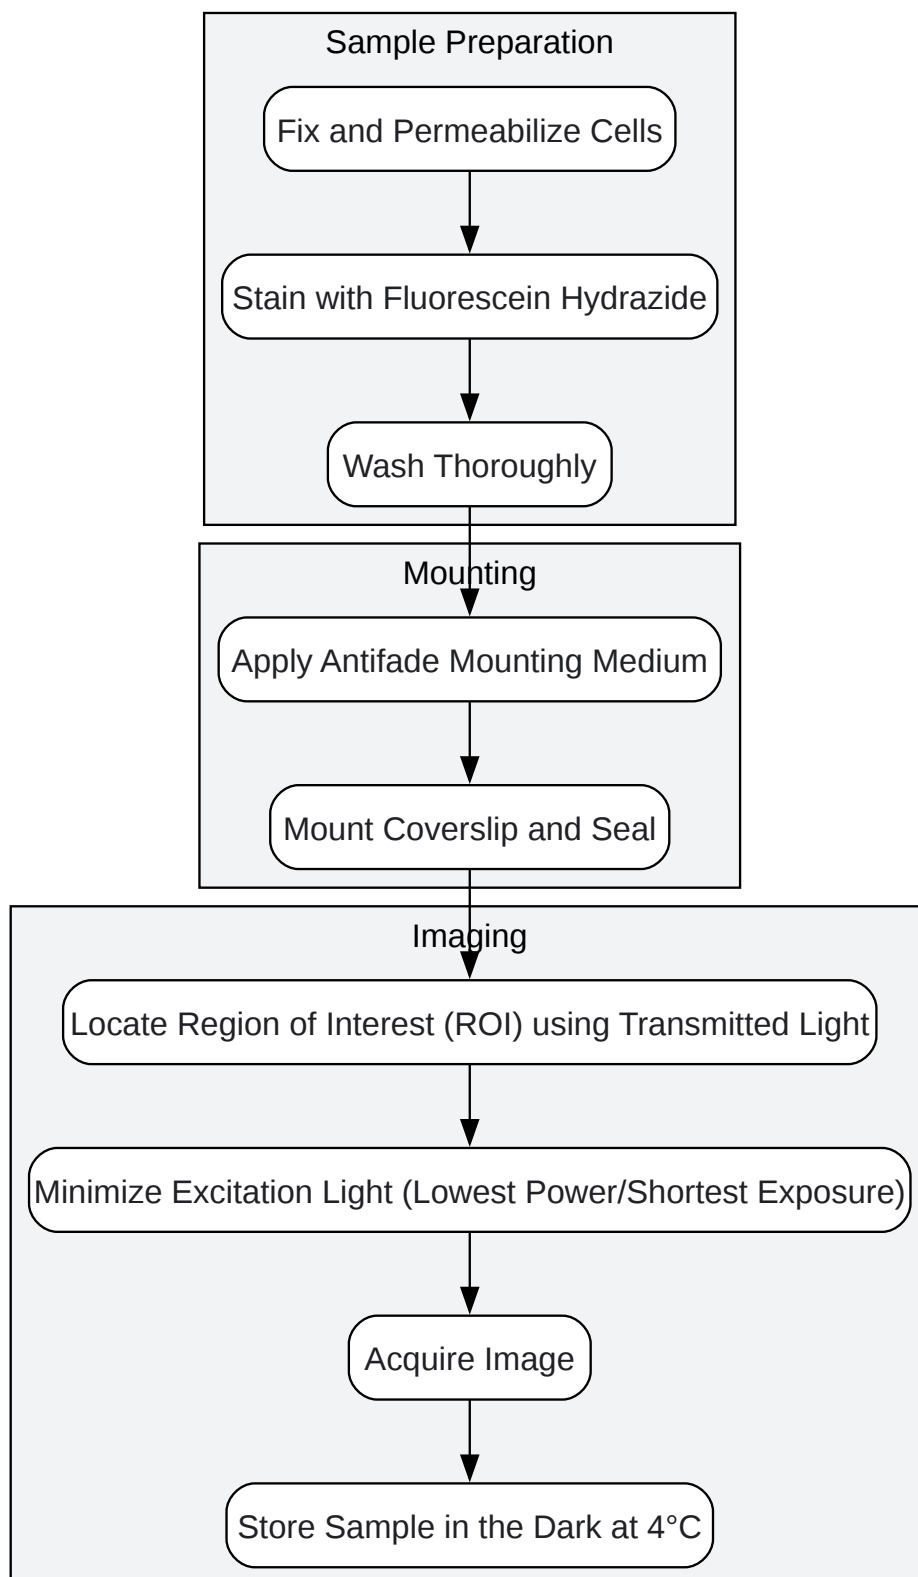 Sample Preparation
Fix and Permeabilize Cells
Stain with Fluorescein Hydrazide
Wash Thoroughly
Mounting
Apply Antifade Mounting Medium
Mount Coverslip and Seal
Imaging
Locate Region of Interest (ROI) using Transmitted Light
Minimize Excitation Light (Lowest Power/Shortest Exposure)
Acquire Image
Store Sample in the Dark at 4°C